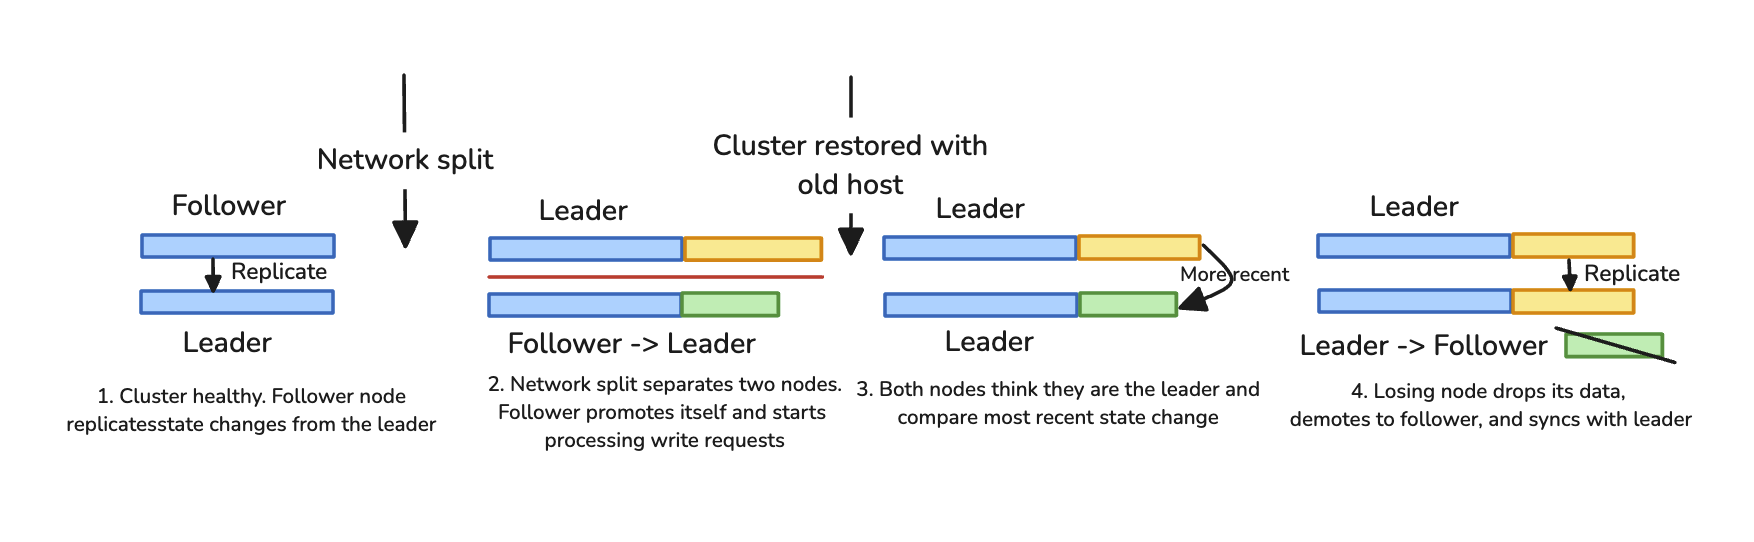 Network split
Follower
Replicate
Leader
1. Cluster healthy. Follower node
replicatesstate changes from the leader
Leader
Follower -> Leader
2. Network split separates two nodes.
Follower promotes itself and starts
processing write requests
Cluster restored with
old host
Leader
More recent
Leader
3. Both nodes think they are the leader and
compare most recent state change
Leader
Replicate
Leader -> Follower
4. Losing node drops its data,
demotes to follower, and syncs with leader